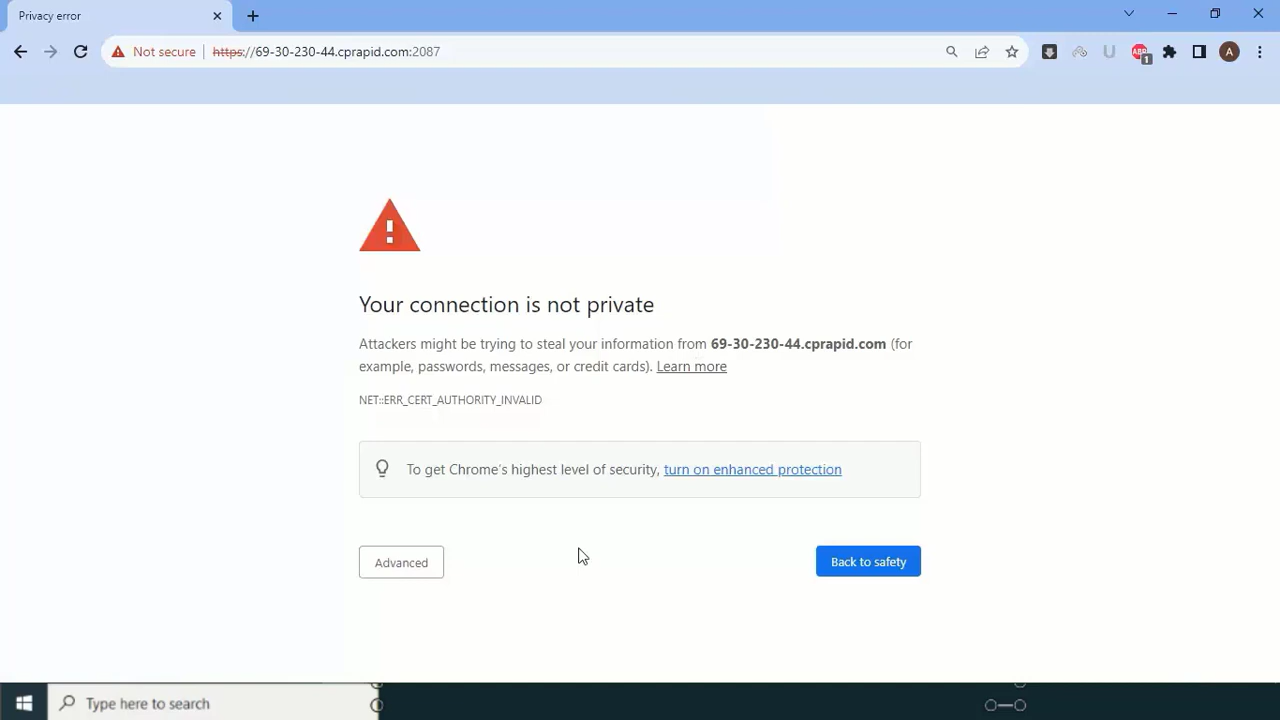 Privacy error
Not secure https://69-30-230-44.cprapid.com:2087
ABP
1
A
Your connection is not private
Attackers might be trying to steal your information from 69-30-230-44.cprapid.com (for
example, passwords, messages, or credit cards). Learn more
NET::ERR_CERT_AUTHORITY_INVALID
To get Chrome's highest level of security, turn on enhanced protection
Advanced
Back to safety
Type here to search